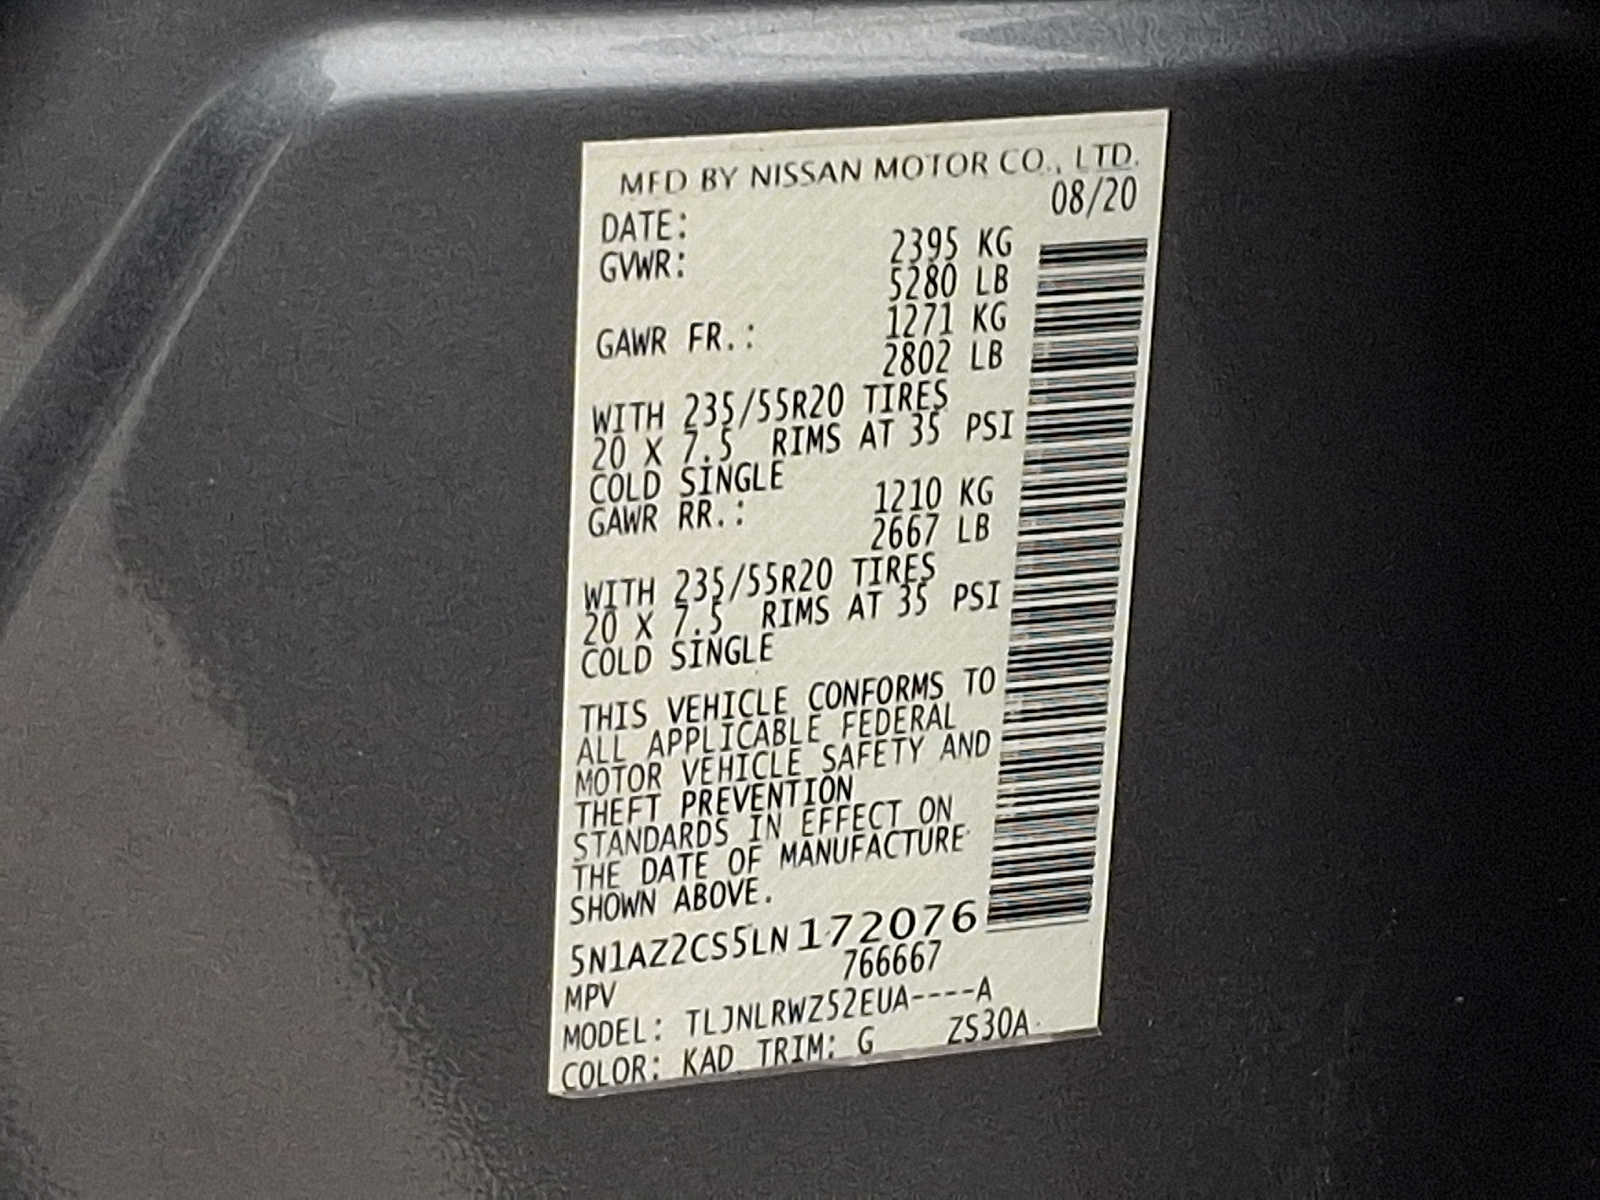 MFD BY NISSAN MOTOR CO., LTD.
DATE: 08/20
GVWR: 2395 KG
5280 LB
GAWR FR.: 1271 KG
2802 LB
WITH 235/55R20 TIRES
20 X 7.5 RIMS AT 35 PSI
COLD SINGLE
GAWR RR.: 1210 KG
2667 LB
WITH 235/55R20 TIRES
20 X 7.5 RIMS AT 35 PSI
COLD SINGLE
THIS VEHICLE CONFORMS TO
ALL APPLICABLE FEDERAL
MOTOR VEHICLE SAFETY AND
THEFT PREVENTION
STANDARDS IN EFFECT ON
THE DATE OF MANUFACTURE
SHOWN ABOVE.
5N1AZ2CS5LN172076
766667
MPV
MODEL: TLJNLRWZ52EUA----A
COLOR: KAD TRIM: G ZS30A